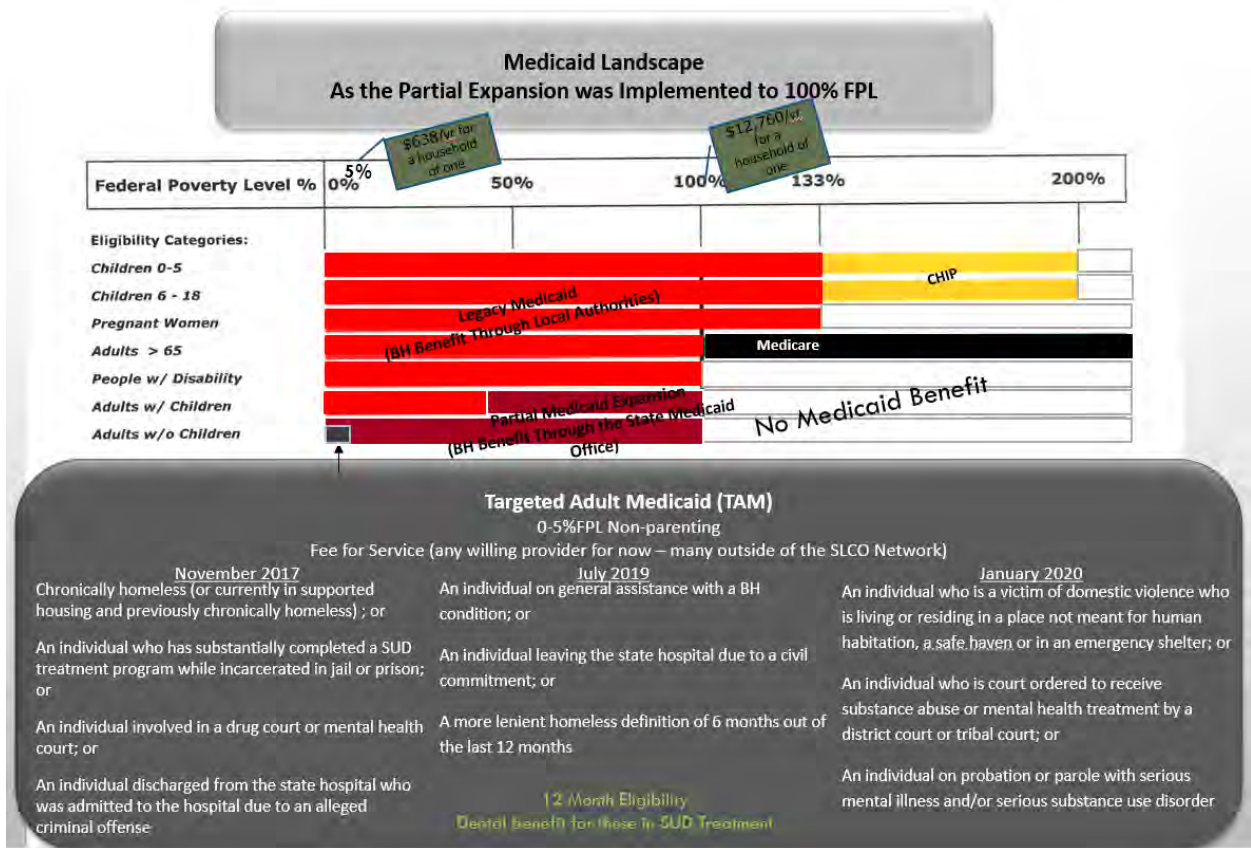 Medicaid Landscape
As the Partial Expansion was Implemented to 100% FPL
$638/yr for
a household
of one
$12,760/yr
for a
household of
one
Federal Poverty Level %
0%
5%
50%
100%
133%
200%
Eligibility Categories:
Children 0-5
Children 6 - 18
Pregnant Women
Adults > 65
People w/ Disability
Adults w/ Children
Adults w/o Children
CHIP
Legacy Medicaid
(BH Benefit Through Local Authorities)
Medicare
Partial Medicaid Expansion
(BH Benefit Through the State Medicaid
Office)
No Medicaid Benefit
Targeted Adult Medicaid (TAM)
0-5%FPL Non-parenting
Fee for Service (any willing provider for now – many outside of the SLCO Network)
November 2017
Chronically homeless (or currently in supported
housing and previously chronically homeless) ; or
An individual who has substantially completed a SUD
treatment program while incarcerated in jail or prison;
or
An individual involved in a drug court or mental health
court; or
An individual discharged from the state hospital who
was admitted to the hospital due to an alleged
criminal offense
July 2019
An individual on general assistance with a BH
condition; or
An individual leaving the state hospital due to a civil
commitment; or
A more lenient homeless definition of 6 months out of
the last 12 months
12 Month Eligibility
Dental benefit for those in SUD Treatment
January 2020
An individual who is a victim of domestic violence who
is living or residing in a place not meant for human
habitation, a safe haven or in an emergency shelter; or
An individual who is court ordered to receive
substance abuse or mental health treatment by a
district court or tribal court; or
An individual on probation or parole with serious
mental illness and/or serious substance use disorder